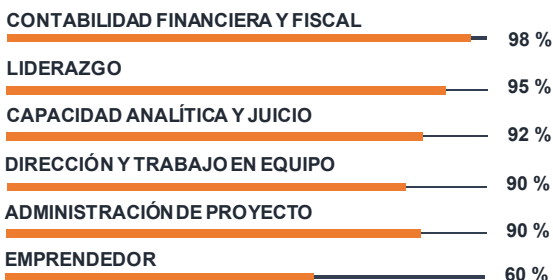 CONTABILIDAD FINANCIERA Y FISCAL
98 %
LIDERAZGO
95 %
CAPACIDAD ANALÍTICA Y JUICIO
92 %
DIRECCIÓN Y TRABAJO EN EQUIPO
90 %
ADMINISTRACIÓN DE PROYECTO
90 %
EMPRENDEDOR
60 %